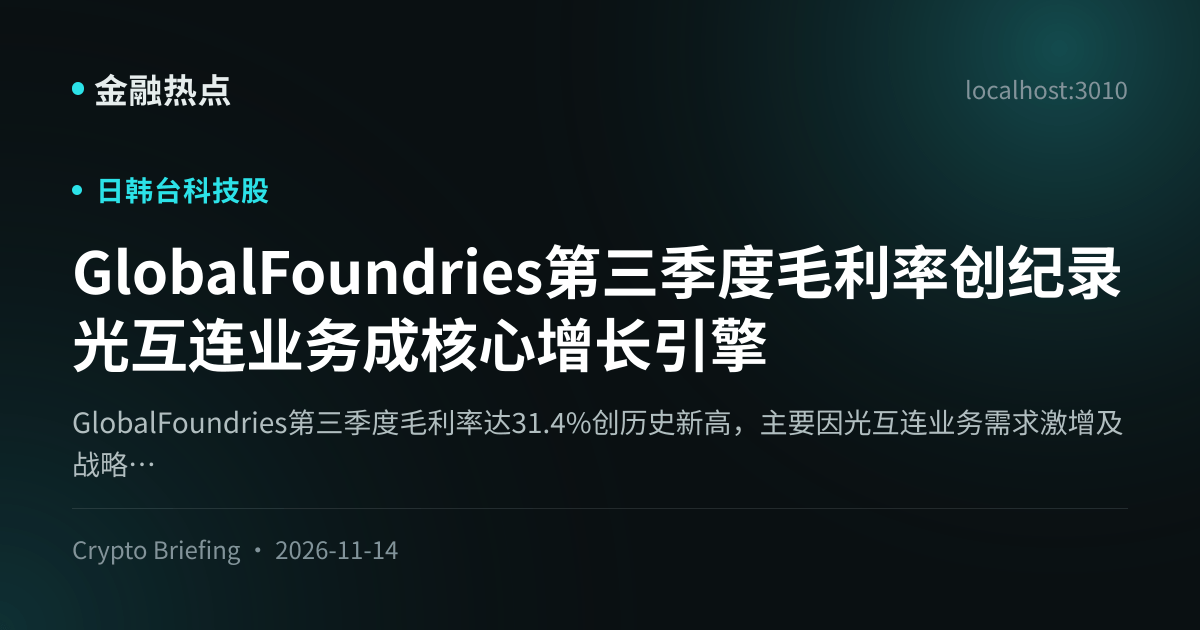 金融热点
localhost:3010
日韩台科技股
GlobalFoundries第三季度毛利率创纪录
光互连业务成核心增长引擎
GlobalFoundries第三季度毛利率达31.4%创历史新高，主要因光互连业务需求激增及
战略…
Crypto Briefing · 2026-11-14